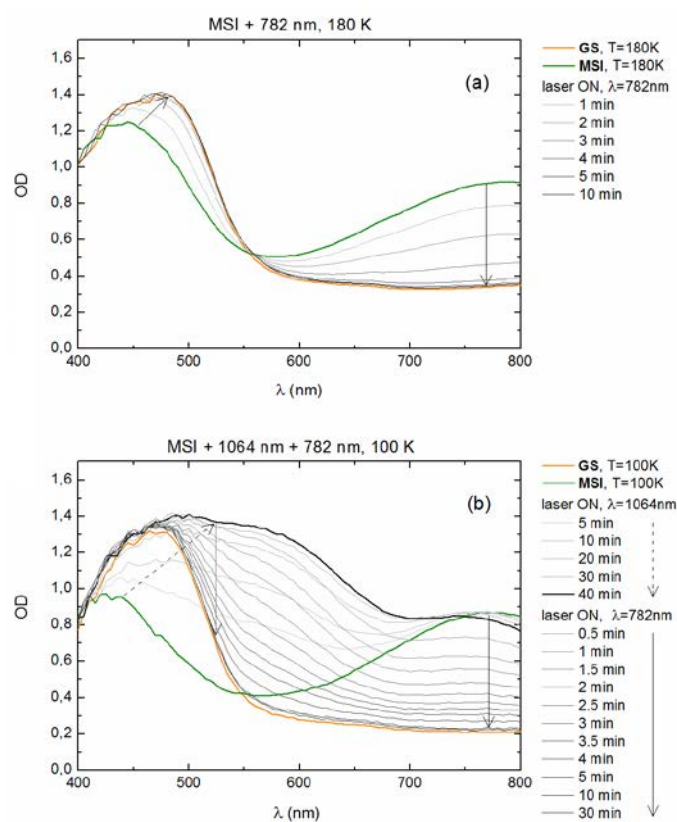 MSI + 782 nm, 180 K
(a)
OD
1,6
1,4
1,2
1,0
0,8
0,6
0,4
0,2
0,0
400 500 600 700 800
λ (nm)
GS, T=180K
MSI, T=180K
laser ON, λ=782nm
1 min
2 min
3 min
4 min
5 min
10 min
MSI + 1064 nm + 782 nm, 100 K
(b)
OD
1,6
1,4
1,2
1,0
0,8
0,6
0,4
0,2
0,0
400 500 600 700 800
λ (nm)
GS, T=100K
MSI, T=100K
laser ON, λ=1064nm
5 min
10 min
20 min
30 min
40 min
laser ON, λ=782nm
0.5 min
1 min
1.5 min
2 min
2.5 min
3 min
3.5 min
4 min
5 min
10 min
30 min